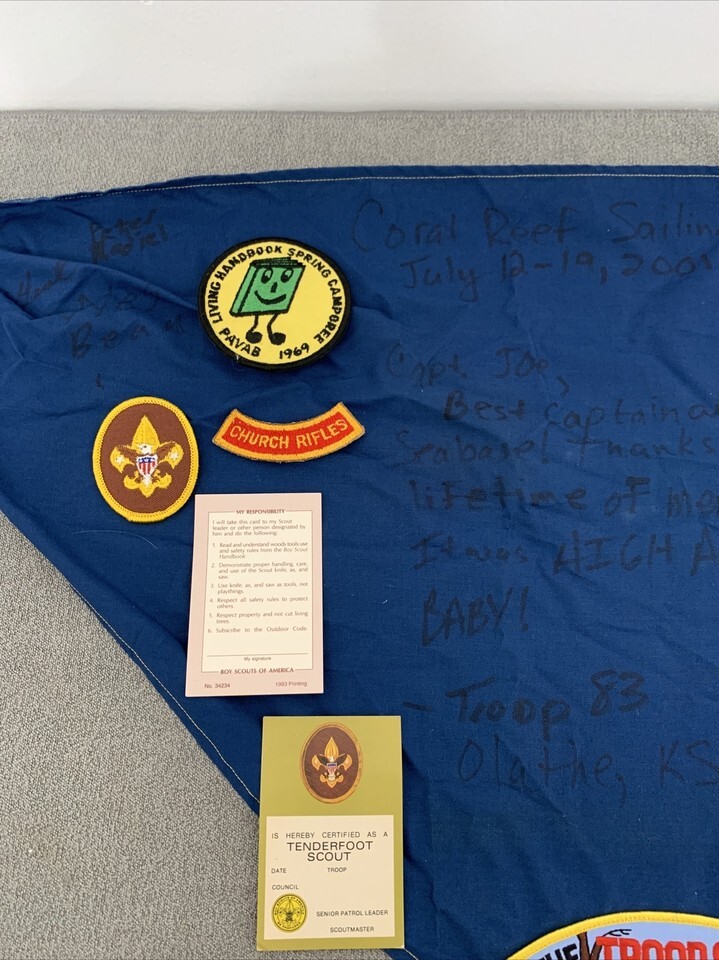 Coral Reef Sailin
July 12-19, 200
Capt. Joe,
Best Captain a
Seabase! Thanks
lifetime of me
It was HIGH A
BABY!
- Troop 83
Olathe, KS
LIVING HANDBOOK SPRING CAMPOREE
PAVAB 1969
CHURCH RIFLES
MY RESPONSIBILITY
I will take this card to my Scout
leader or other person designated by
him and do the following:
1. Read and understand woods tools use
and safety rules from the Boy Scout
Handbook
2. Demonstrate proper handling, care,
and use of the Scout knife, ax, and
saw.
3. Use knife, ax, and saw as tools, not
playthings.
4. Respect all safety rules to protect
others.
5. Respect property and not cut living
trees.
6. Subscribe to the Outdoor Code.
My signature
BOY SCOUTS OF AMERICA
No. 34234 1993 Printing
IS HEREBY CERTIFIED AS A
TENDERFOOT
SCOUT
DATE TROOP
COUNCIL
SENIOR PATROL LEADER
SCOUTMASTER
THE TROOP